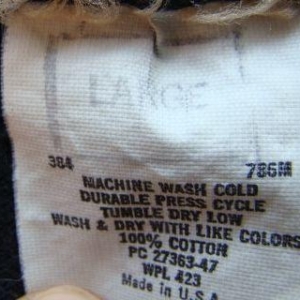 LARGE
384 786M
MACHINE WASH COLD
DURABLE PRESS CYCLE
TUMBLE DRY LOW
WASH & DRY WITH LIKE COLORS
100% COTTON
PC 27363-47
WPL 423
Made in U.S.A